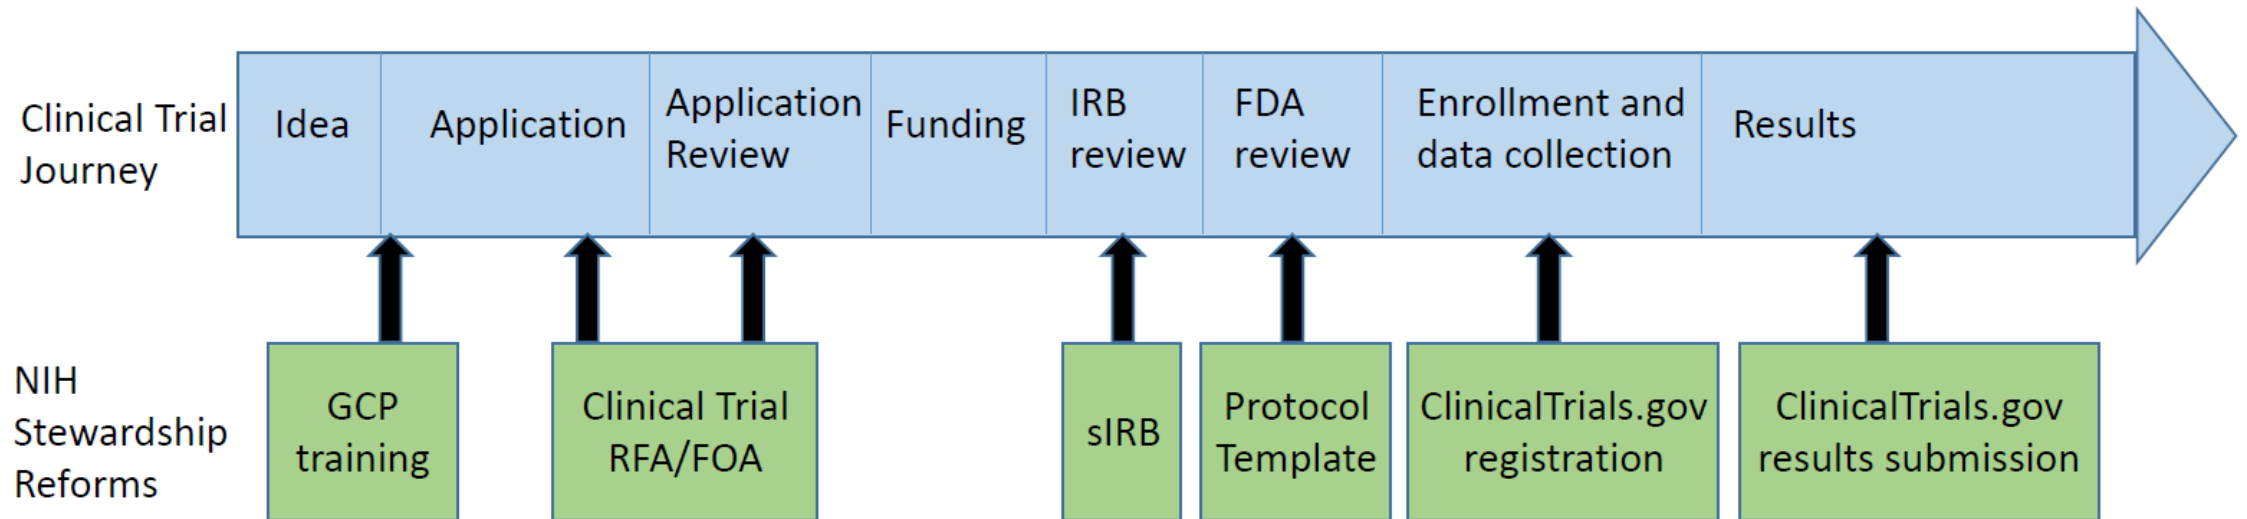 Clinical Trial
Journey
Idea
Application
Application
Review
Funding
IRB
review
FDA
review
Enrollment and
data collection
Results
NIH
Stewardship
Reforms
GCP
training
Clinical Trial
RFA/FOA
sIRB
Protocol
Template
ClinicalTrials.gov
registration
ClinicalTrials.gov
results submission